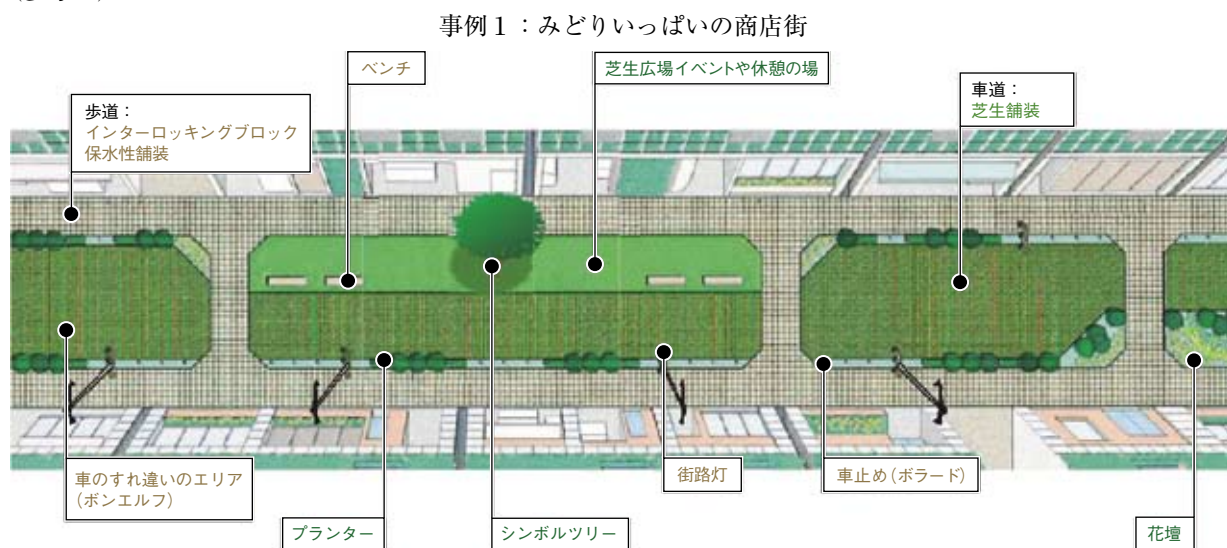 事例1：みどりいっぱいの商店街
ベンチ
芝生広場イベントや休憩の場
歩道：
インターロッキングブロック
保水性舗装
車道：
芝生舗装
車のすれ違いのエリア
（ボンエルフ）
街路灯
車止め（ボラード）
プランター
シンボルツリー
花壇